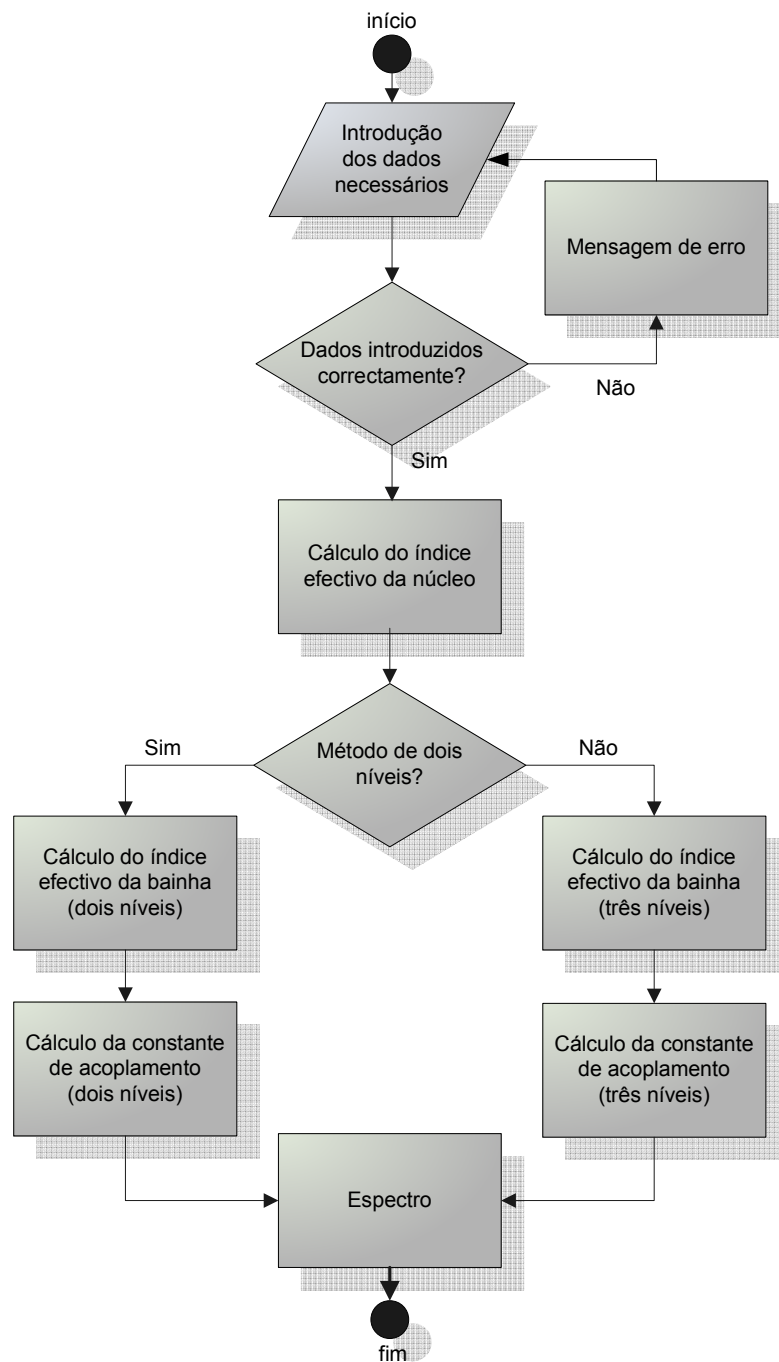 início
Introdução
dos dados
necessários
Mensagem de erro
Dados introduzidos
correctamente?
Não
Sim
Cálculo do índice
efectivo da núcleo
Sim
Método de dois
níveis?
Não
Cálculo do índice
efectivo da bainha
(dois níveis)
Cálculo do índice
efectivo da bainha
(três níveis)
Cálculo da constante
de acoplamento
(dois níveis)
Cálculo da constante
de acoplamento
(três níveis)
Espectro
fim